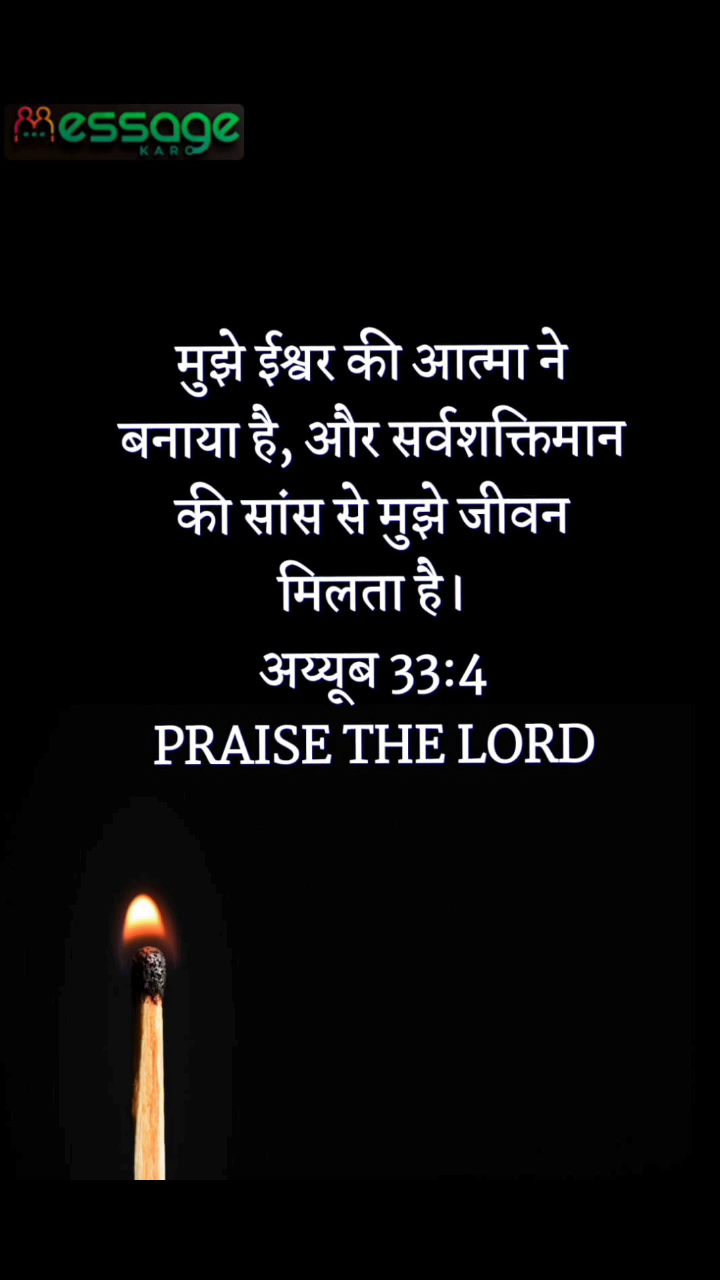 Message
KARO
मुझे ईश्वर की आत्मा ने
बनाया है, और सर्वशक्तिमान
की सांस से मुझे जीवन
मिलता है।
अय्यूब 33:4
PRAISE THE LORD